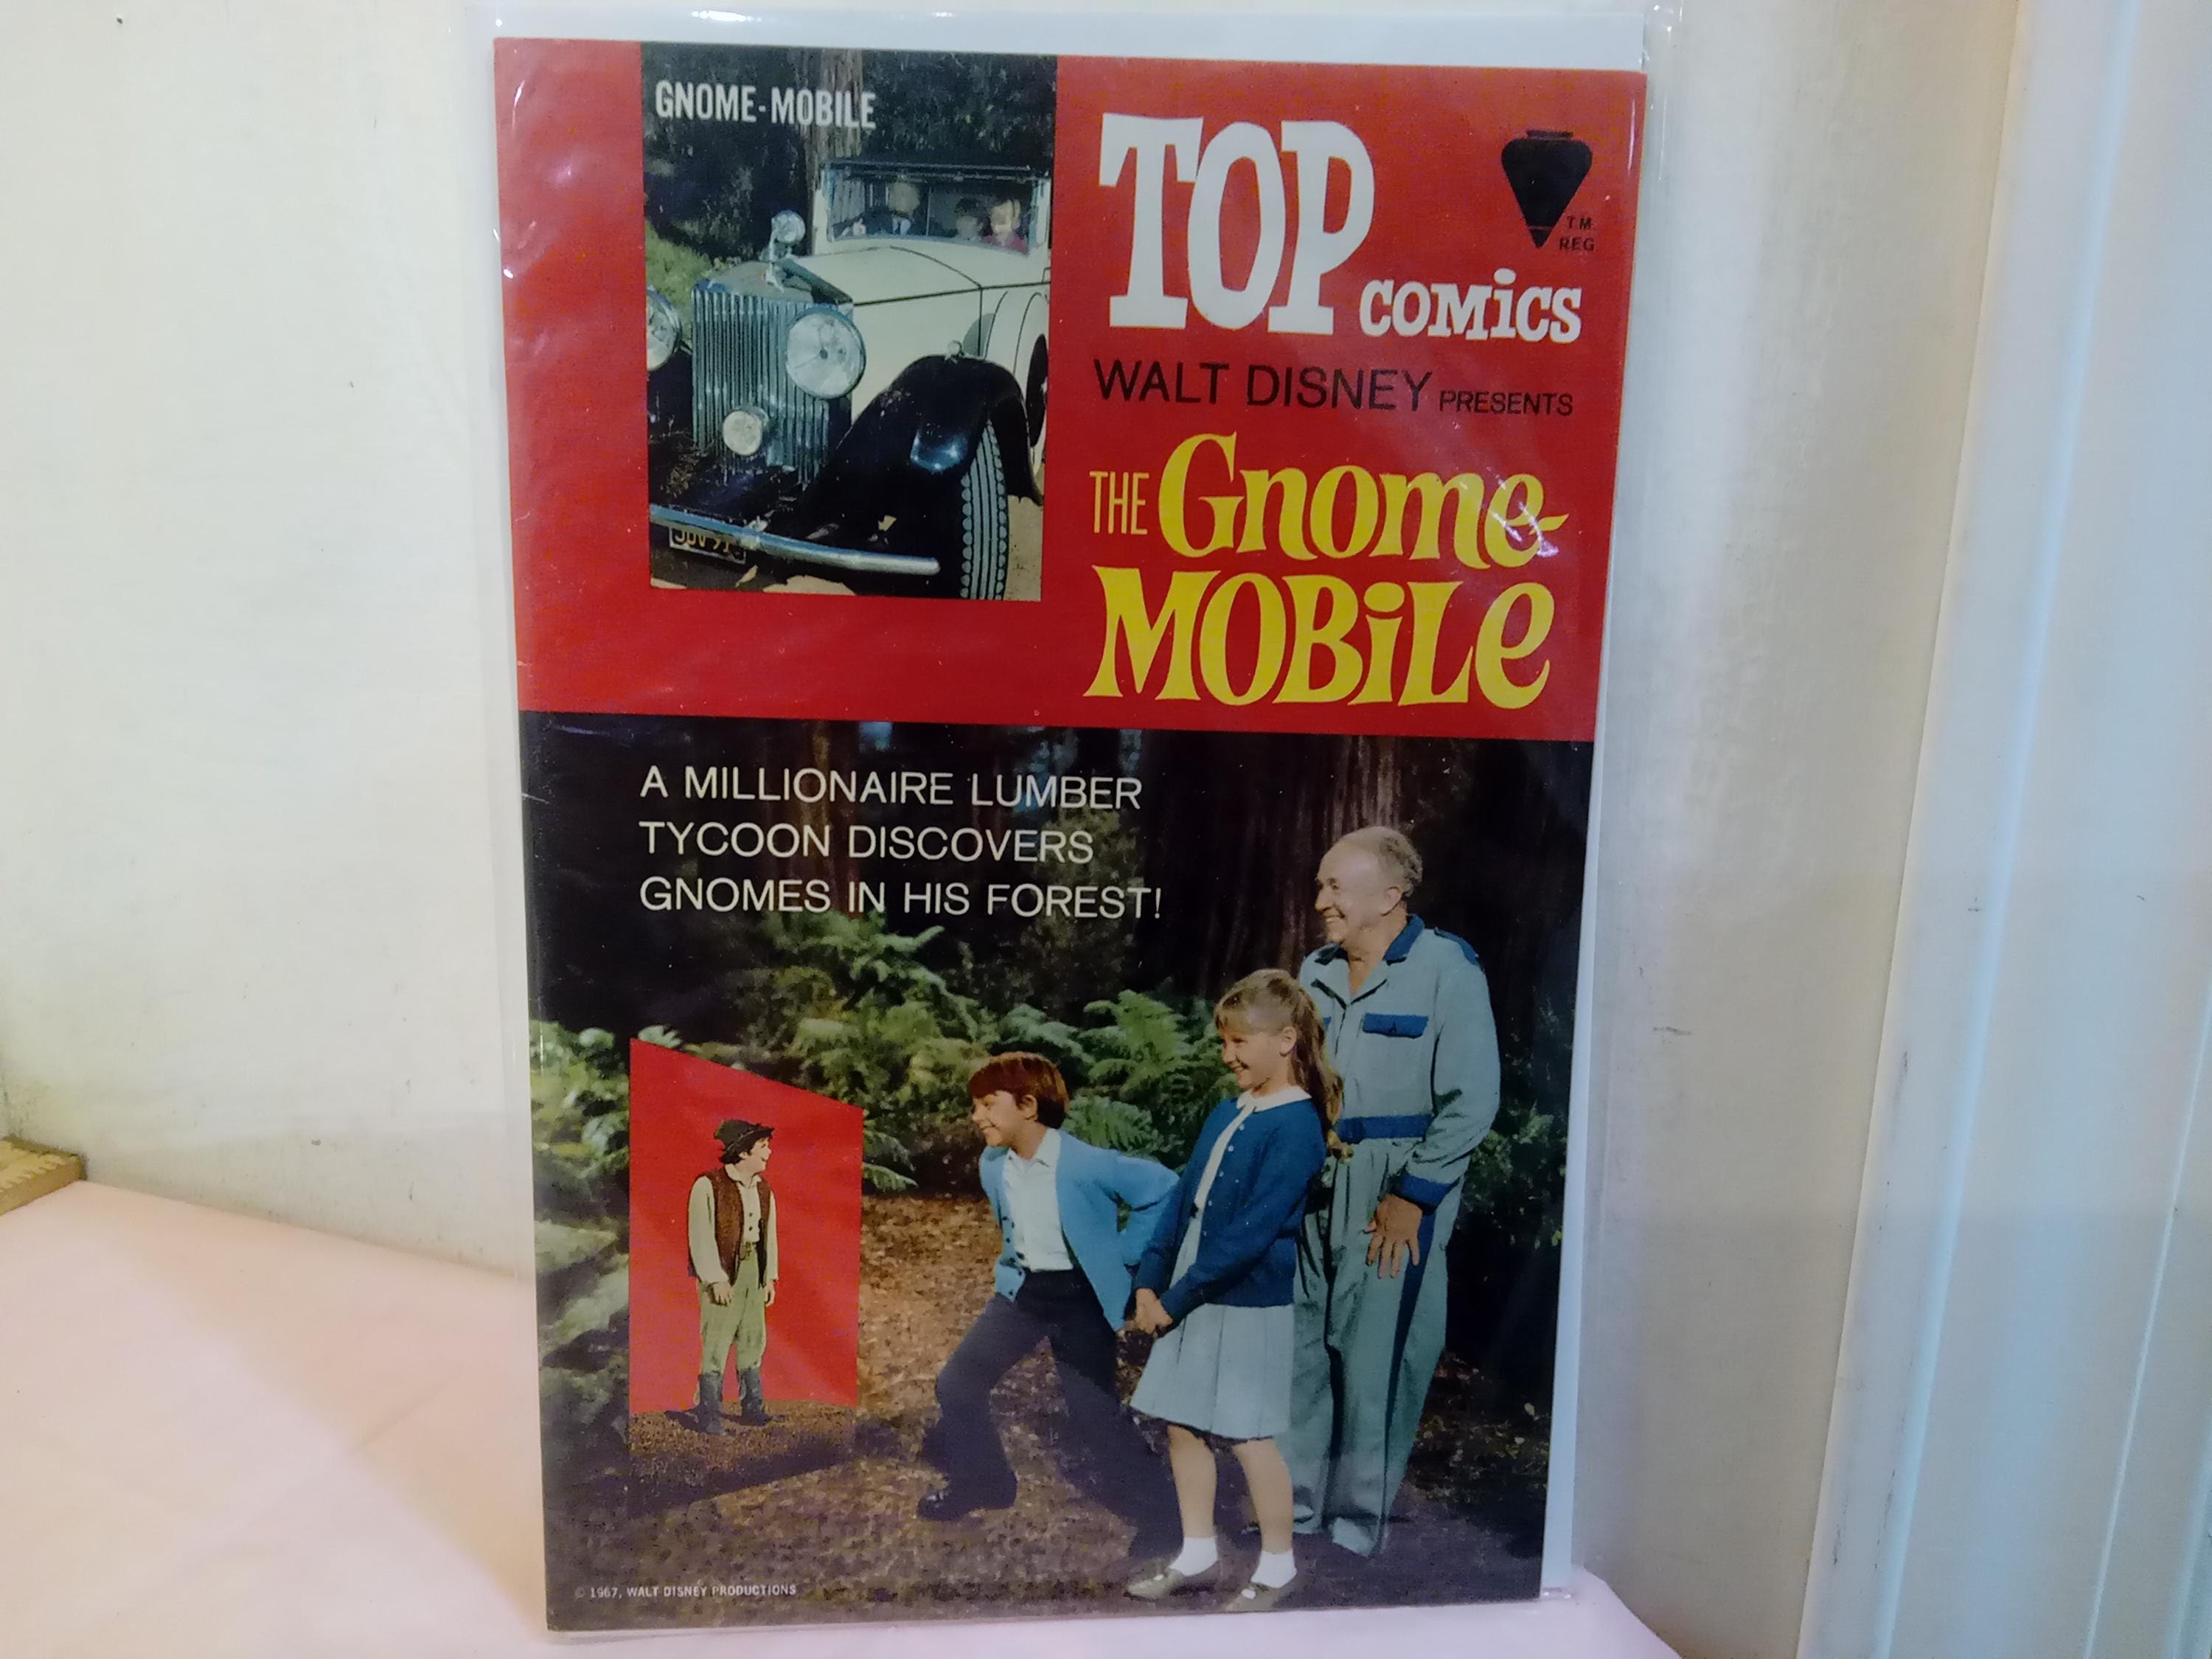 GNOME-MOBILE
TOP COMiCS
T.M.
REG.
WALT DISNEY PRESENTS
THE Gnome-
MOBiLe
A MILLIONAIRE LUMBER
TYCOON DISCOVERS
GNOMES IN HIS FOREST!
© 1967, WALT DISNEY PRODUCTIONS